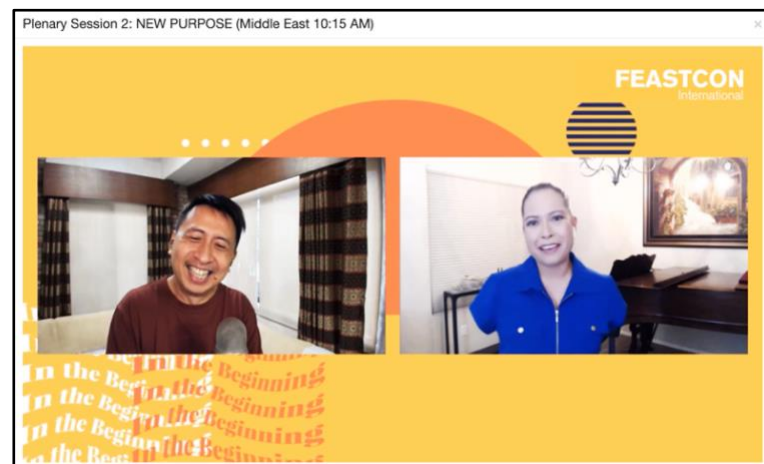 Plenary Session 2: NEW PURPOSE (Middle East 10:15 AM)
×
FEASTCON
International
In the Beginning
In the Beginning
In the Beginning
In the Beginning